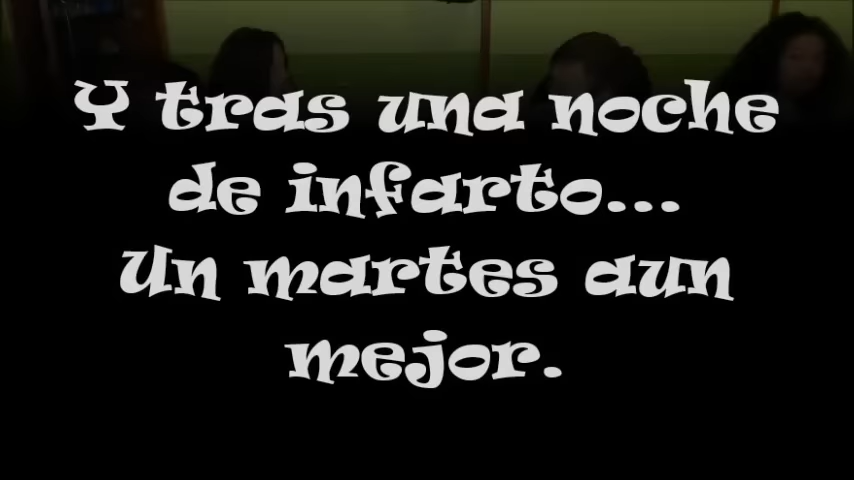 Y tras una noche
de infarto...
Un martes aun
mejor.